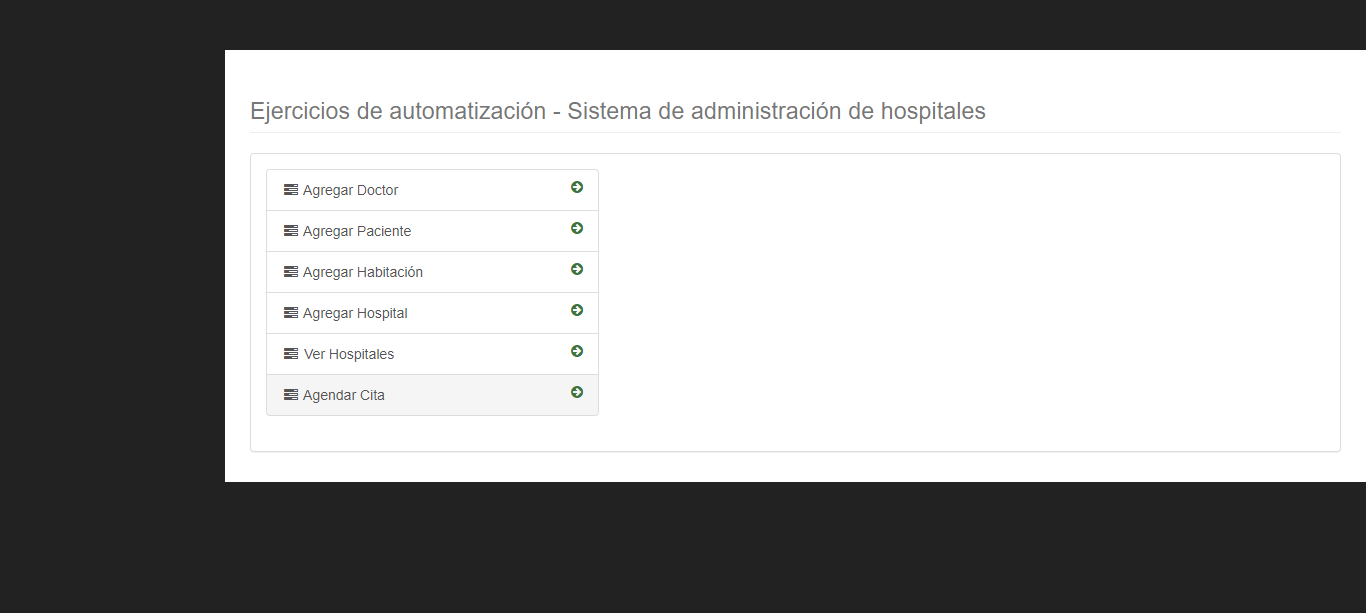 Ejercicios de automatización - Sistema de administración de hospitales
Agregar Doctor
Agregar Paciente
Agregar Habitación
Agregar Hospital
Ver Hospitales
Agendar Cita